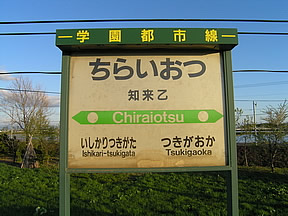 学園都市線
ちらいおつ
知来乙
Chiraiotsu
いしかりつきがた つきがおか
Ishikari-tsukigata Tsukigaoka